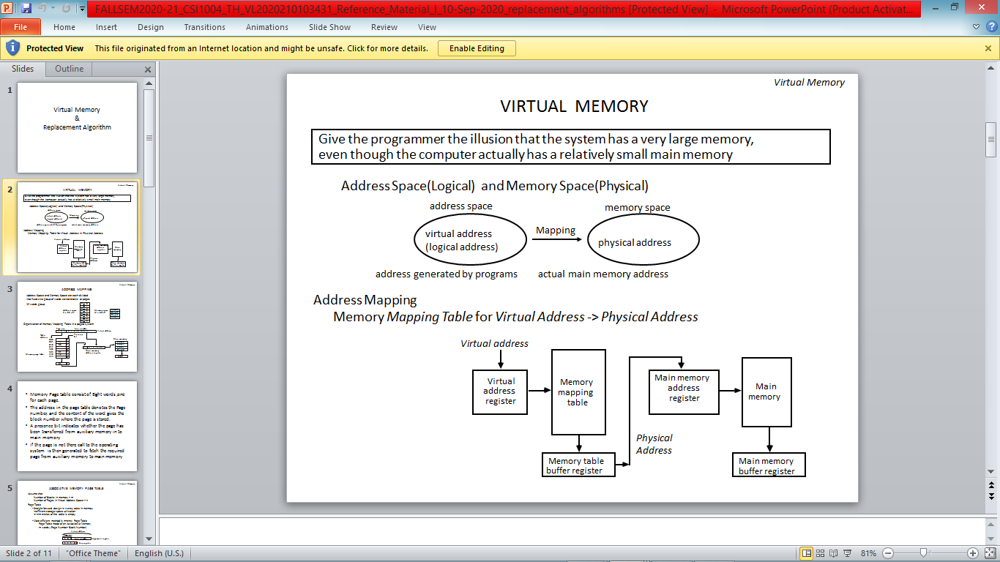 FALLSEM2020-21_CSI1004_TH_VL2020210103431_Reference_Material_I_10-Sep-2020_replacement_algorithms [Protected View] - Microsoft PowerPoint (Product Activat...
File Home Insert Design Transitions Animations Slide Show Review View
Protected View This file originated from an Internet location and might be unsafe. Click for more details. Enable Editing
Slides Outline
1
Virtual Memory
&
Replacement Algorithm
2
3
ADDRESS MAPPING
4
Memory Page table consist of Eight words ,one
for each page.
The address in the page table denotes the Page
number, and the content of the word gives the
block number where the page is stored.
A presence bit indicates whether the page has
been transferred from auxiliary memory in to
main memory
If the page is not there call to the operating
system is then generated to fetch the required
page from auxiliary memory to main memory
5
ASSOCIATIVE MEMORY PAGE TABLE
Virtual Memory
VIRTUAL MEMORY
Give the programmer the illusion that the system has a very large memory,
even though the computer actually has a relatively small main memory
Address Space(Logical) and Memory Space(Physical)
address space
memory space
virtual address
(logical address)
Mapping
physical address
address generated by programs
actual main memory address
Address Mapping
Memory Mapping Table for Virtual Address -> Physical Address
Virtual address
Virtual
address
register
Memory
mapping
table
Main memory
address
register
Main
memory
Physical
Address
Memory table
buffer register
Main memory
buffer register
Slide 2 of 11 "Office Theme" English (U.S.) 81%